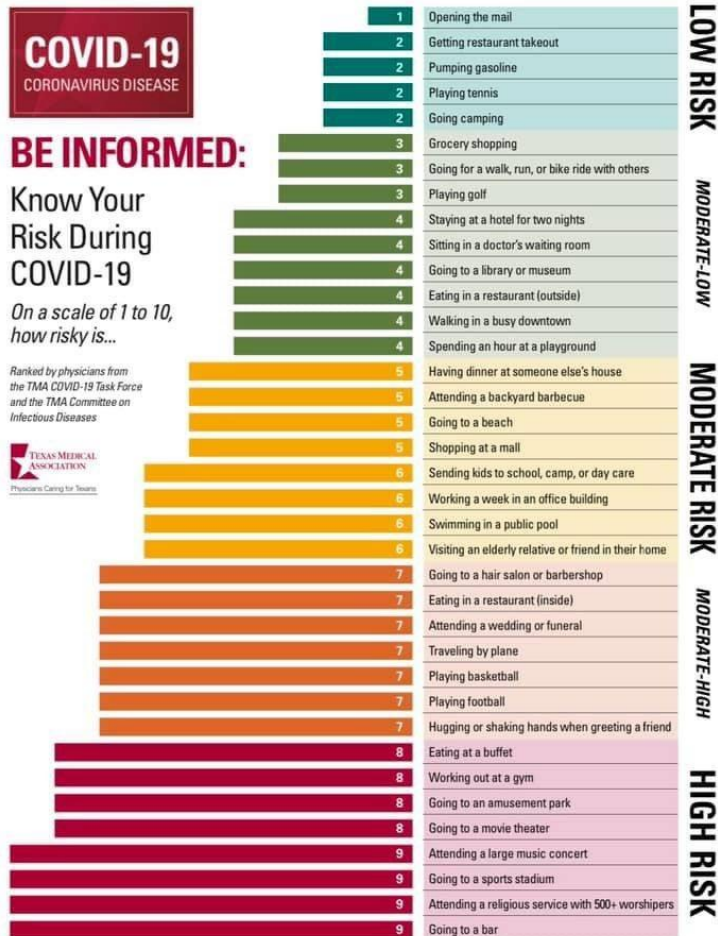 COVID-19
CORONAVIRUS DISEASE
BE INFORMED:
Know Your
Risk During
COVID-19
On a scale of 1 to 10,
how risky is...
Ranked by physicians from
the TMA COVID-19 Task Force
and the TMA Committee on
Infectious Diseases
TEXAS MEDICAL
ASSOCIATION
Physicians Caring for Texans
1 Opening the mail
2 Getting restaurant takeout
2 Pumping gasoline
2 Playing tennis
2 Going camping
3 Grocery shopping
3 Going for a walk, run, or bike ride with others
3 Playing golf
4 Staying at a hotel for two nights
4 Sitting in a doctor's waiting room
4 Going to a library or museum
4 Eating in a restaurant (outside)
4 Walking in a busy downtown
4 Spending an hour at a playground
5 Having dinner at someone else's house
5 Attending a backyard barbecue
5 Going to a beach
5 Shopping at a mall
6 Sending kids to school, camp, or day care
6 Working a week in an office building
6 Swimming in a public pool
6 Visiting an elderly relative or friend in their home
7 Going to a hair salon or barbershop
7 Eating in a restaurant (inside)
7 Attending a wedding or funeral
7 Traveling by plane
7 Playing basketball
7 Playing football
7 Hugging or shaking hands when greeting a friend
8 Eating at a buffet
8 Working out at a gym
8 Going to an amusement park
8 Going to a movie theater
9 Attending a large music concert
9 Going to a sports stadium
9 Attending a religious service with 500+ worshipers
9 Going to a bar
LOW RISK
MODERATE-LOW
MODERATE RISK
MODERATE-HIGH
HIGH RISK